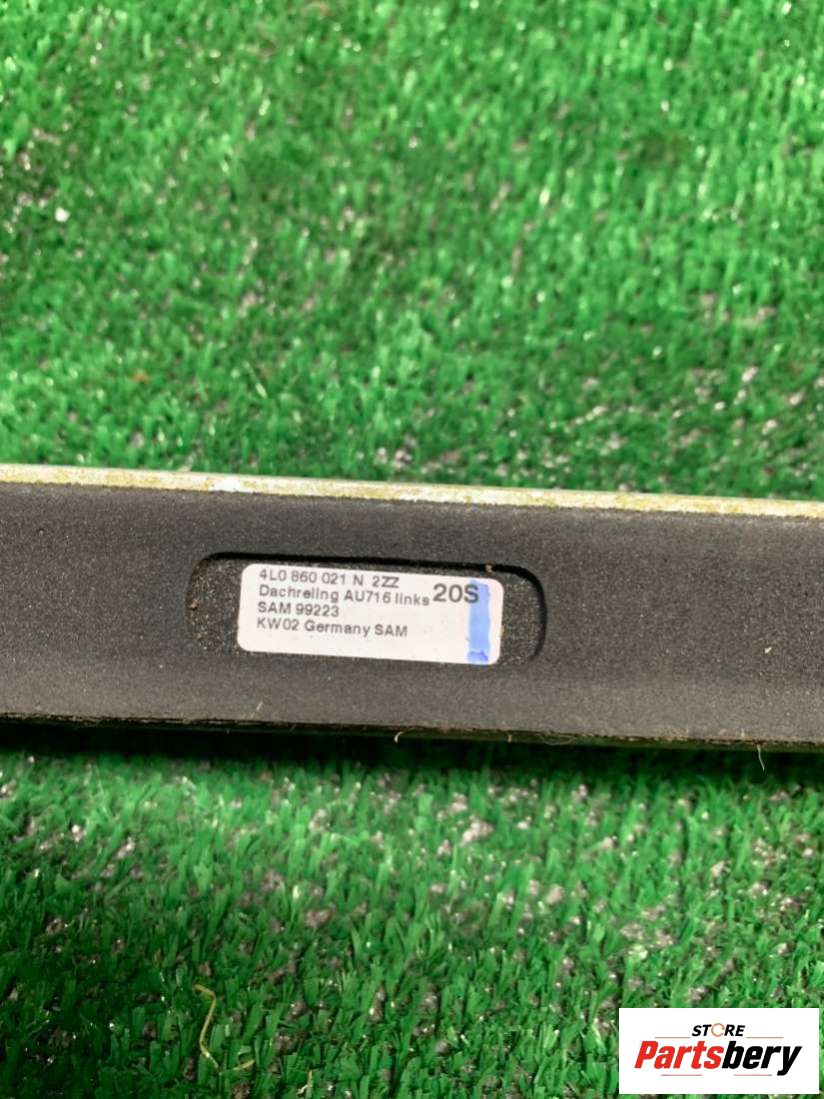 4L0 860 021 N 2ZZ
Dachreling AU716 links 20S
SAM 99223
KW02 Germany SAM
STORE
Partsbery